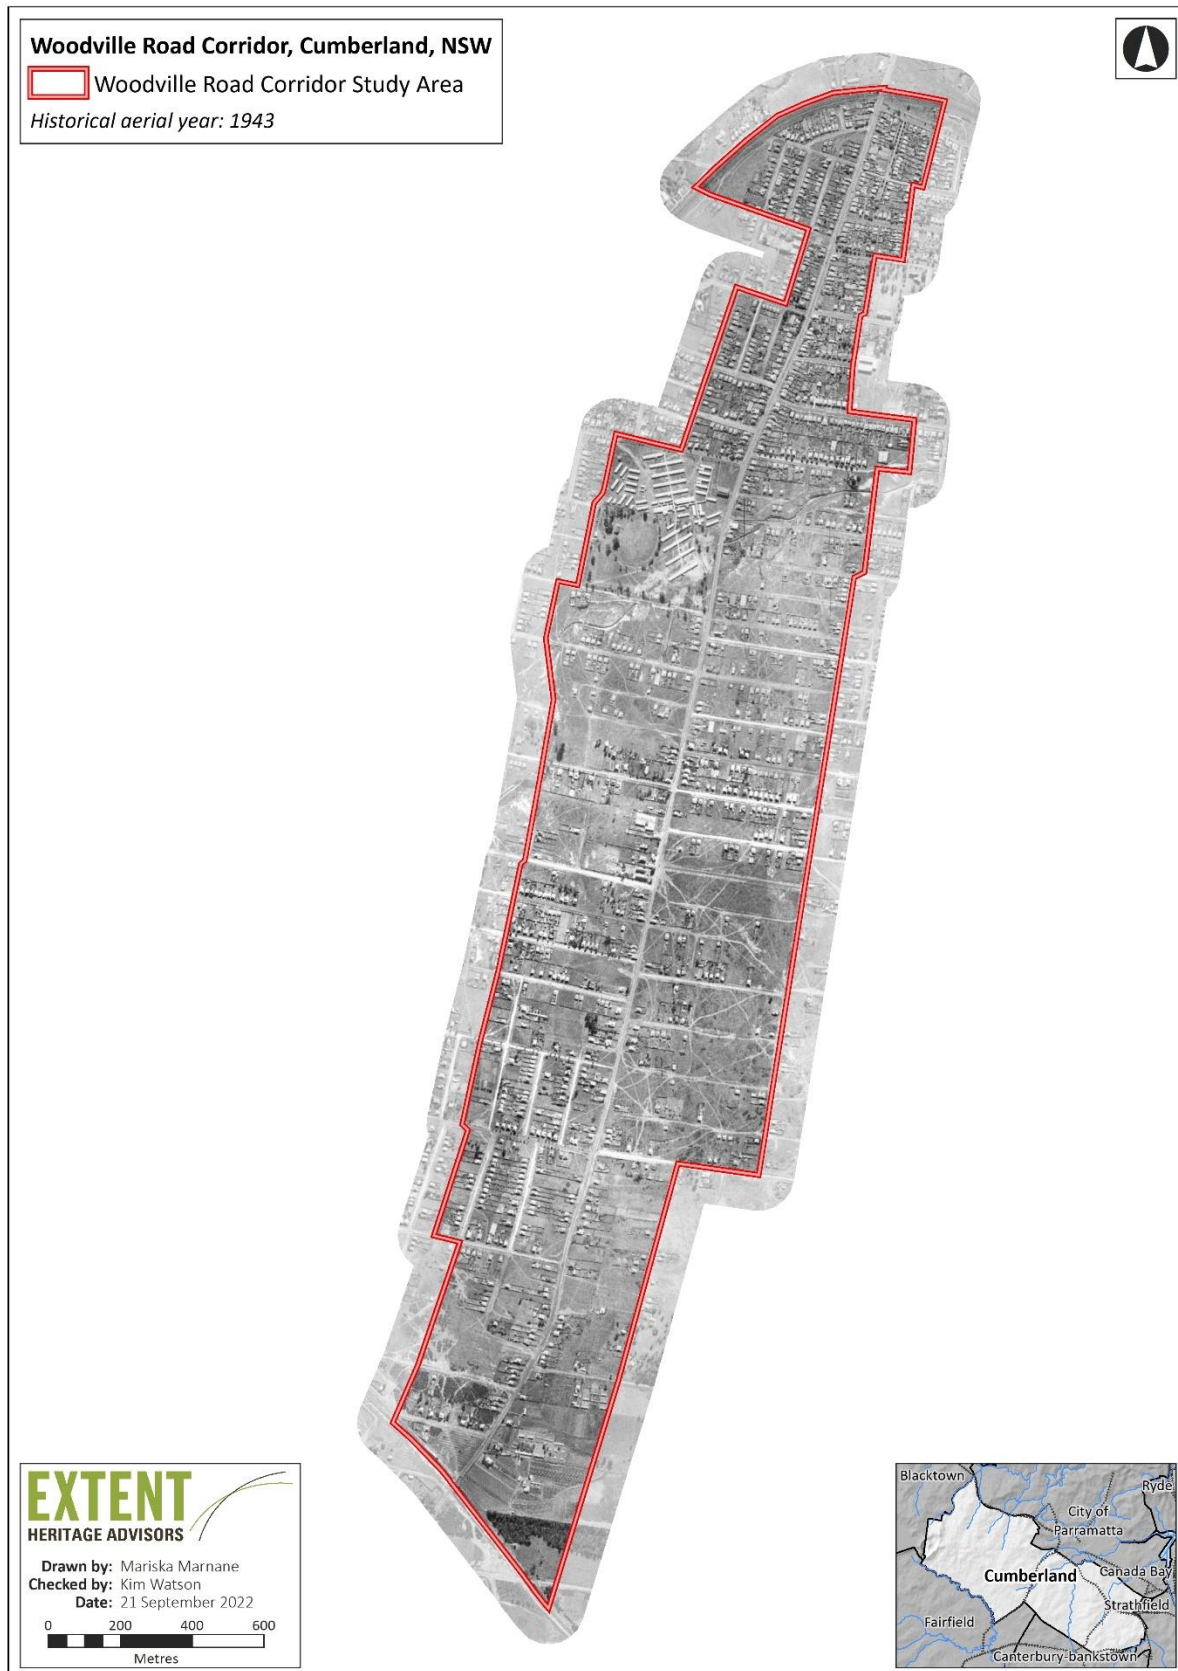 Woodville Road Corridor, Cumberland, NSW
Woodville Road Corridor Study Area
Historical aerial year: 1943
EXTENT
HERITAGE ADVISORS
Drawn by: Mariska Marnane
Checked by: Kim Watson
Date: 21 September 2022
0 200 400 600
Metres
Blacktown
Ryde
City of
Parramatta
Cumberland
Canada Bay
Strathfield
Fairfield
Canterbury-bankstown